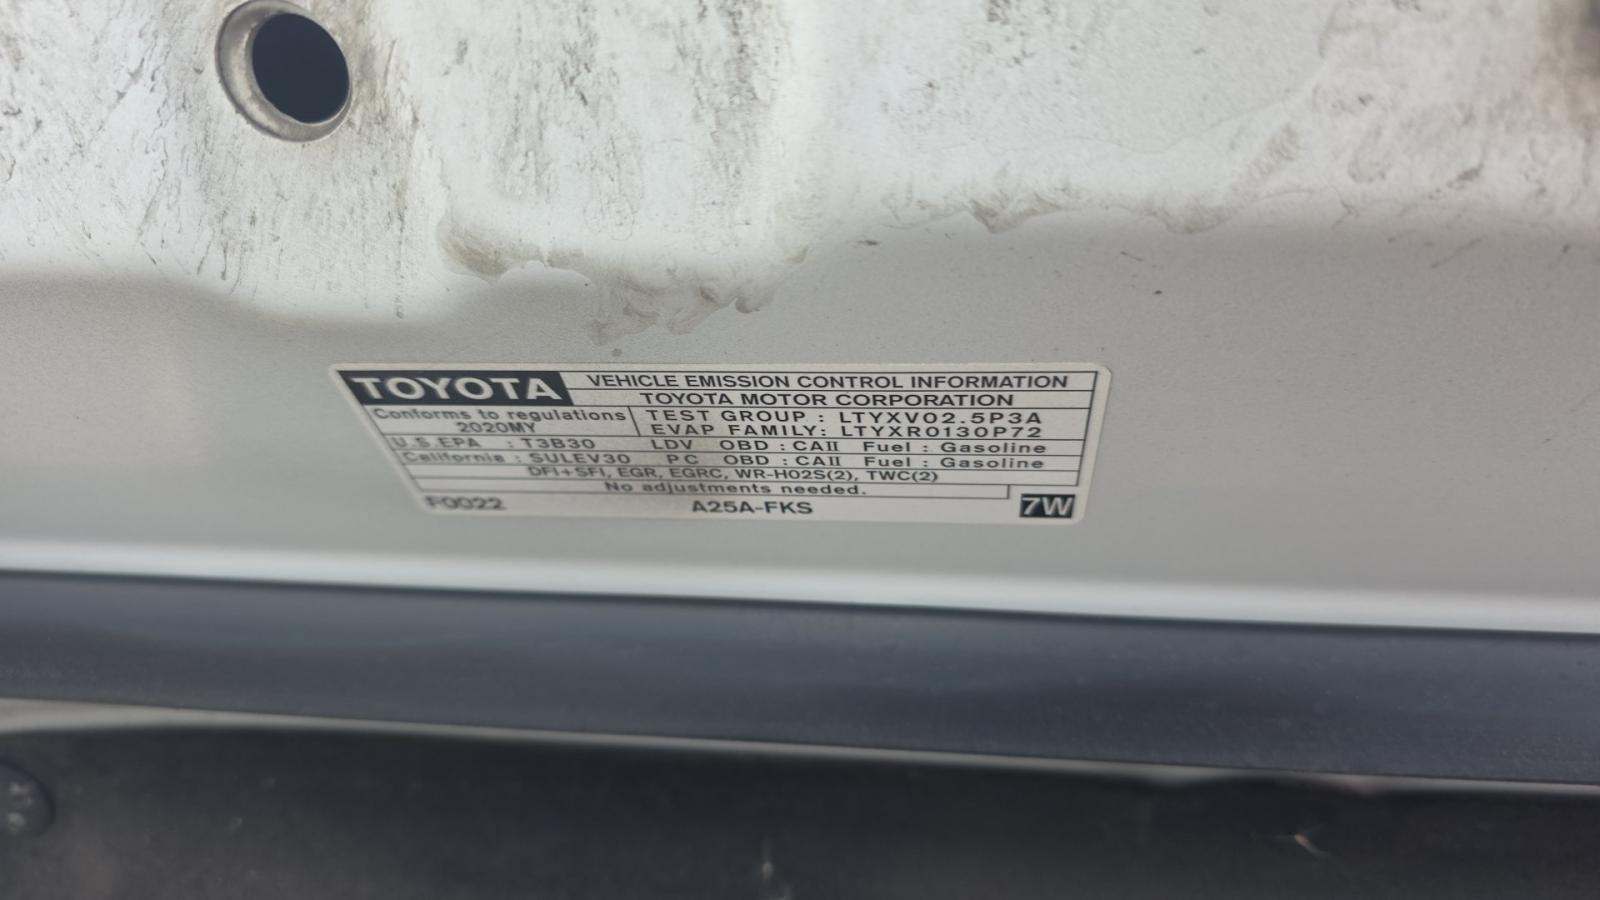 TOYOTA VEHICLE EMISSION CONTROL INFORMATION
TOYOTA MOTOR CORPORATION
Conforms to regulations
2020MY
TEST GROUP : LTYXV02.5P3A
EVAP FAMILY: LTYXR0130P72
U.S.EPA : T3B30 LDV OBD : CAII Fuel : Gasoline
California : SULEV30 PC OBD : CAII Fuel : Gasoline
DFI+SFI, EGR, EGRC, WR-HO2S(2), TWC(2)
No adjustments needed.
F0022 A25A-FKS 7W